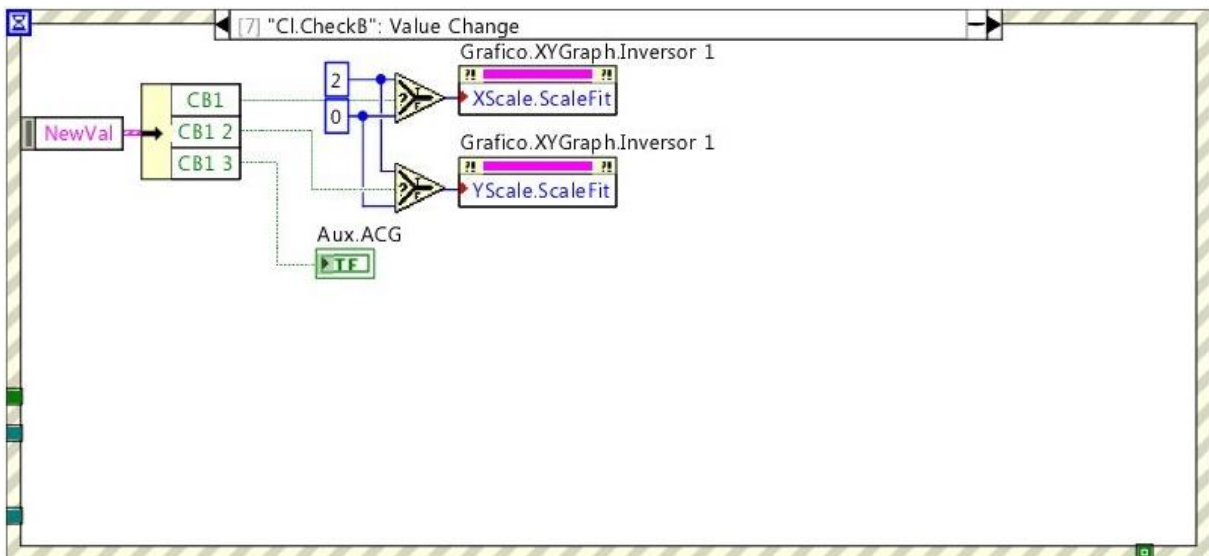 [7] "Cl.CheckB": Value Change
Grafico.XYGraph.Inversor 1
2
?!
?!
CB1
?
T
F
XScale.ScaleFit
0
NewVal
CB1 2
Grafico.XYGraph.Inversor 1
?!
?!
CB1 3
?
T
F
YScale.ScaleFit
Aux.ACG
TF